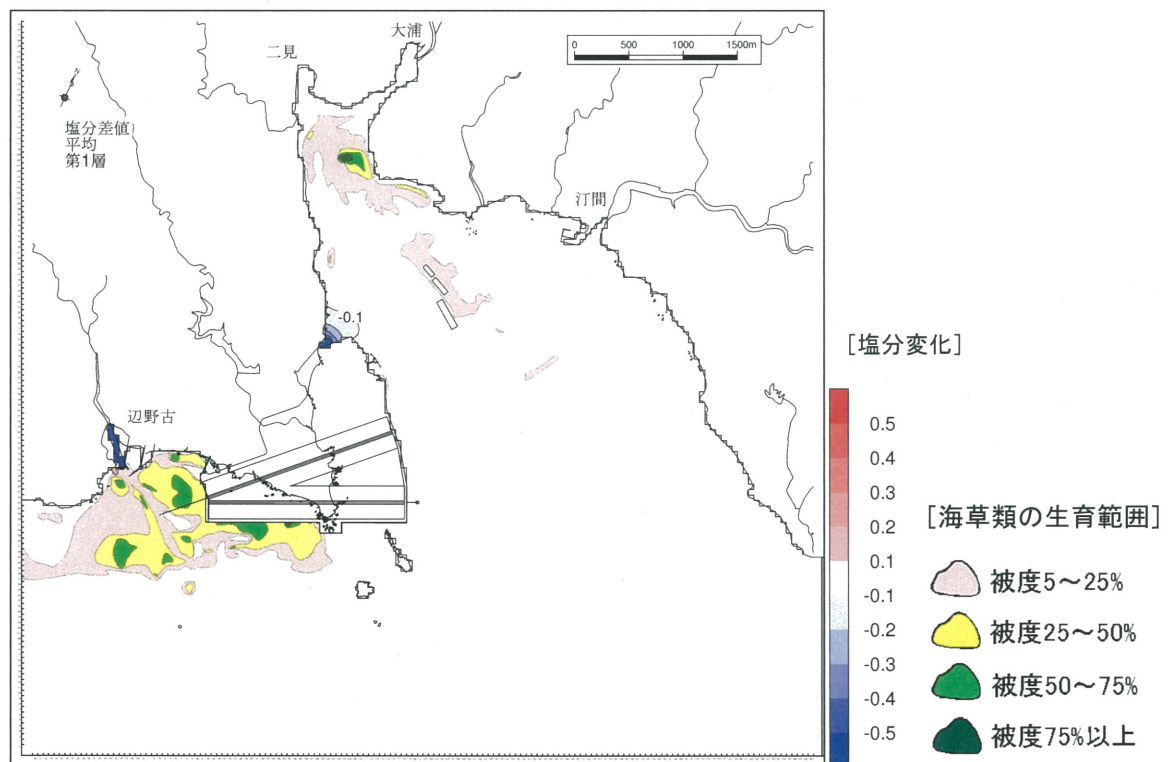 大浦
二見
0 500 1000 1500m
N
塩分差値
平均
第1層
汀間
-0.1
辺野古
[塩分変化]
0.5
0.4
0.3
0.2
0.1
-0.1
-0.2
-0.3
-0.4
-0.5
[海草類の生育範囲]
被度5～25%
被度25～50%
被度50～75%
被度75%以上